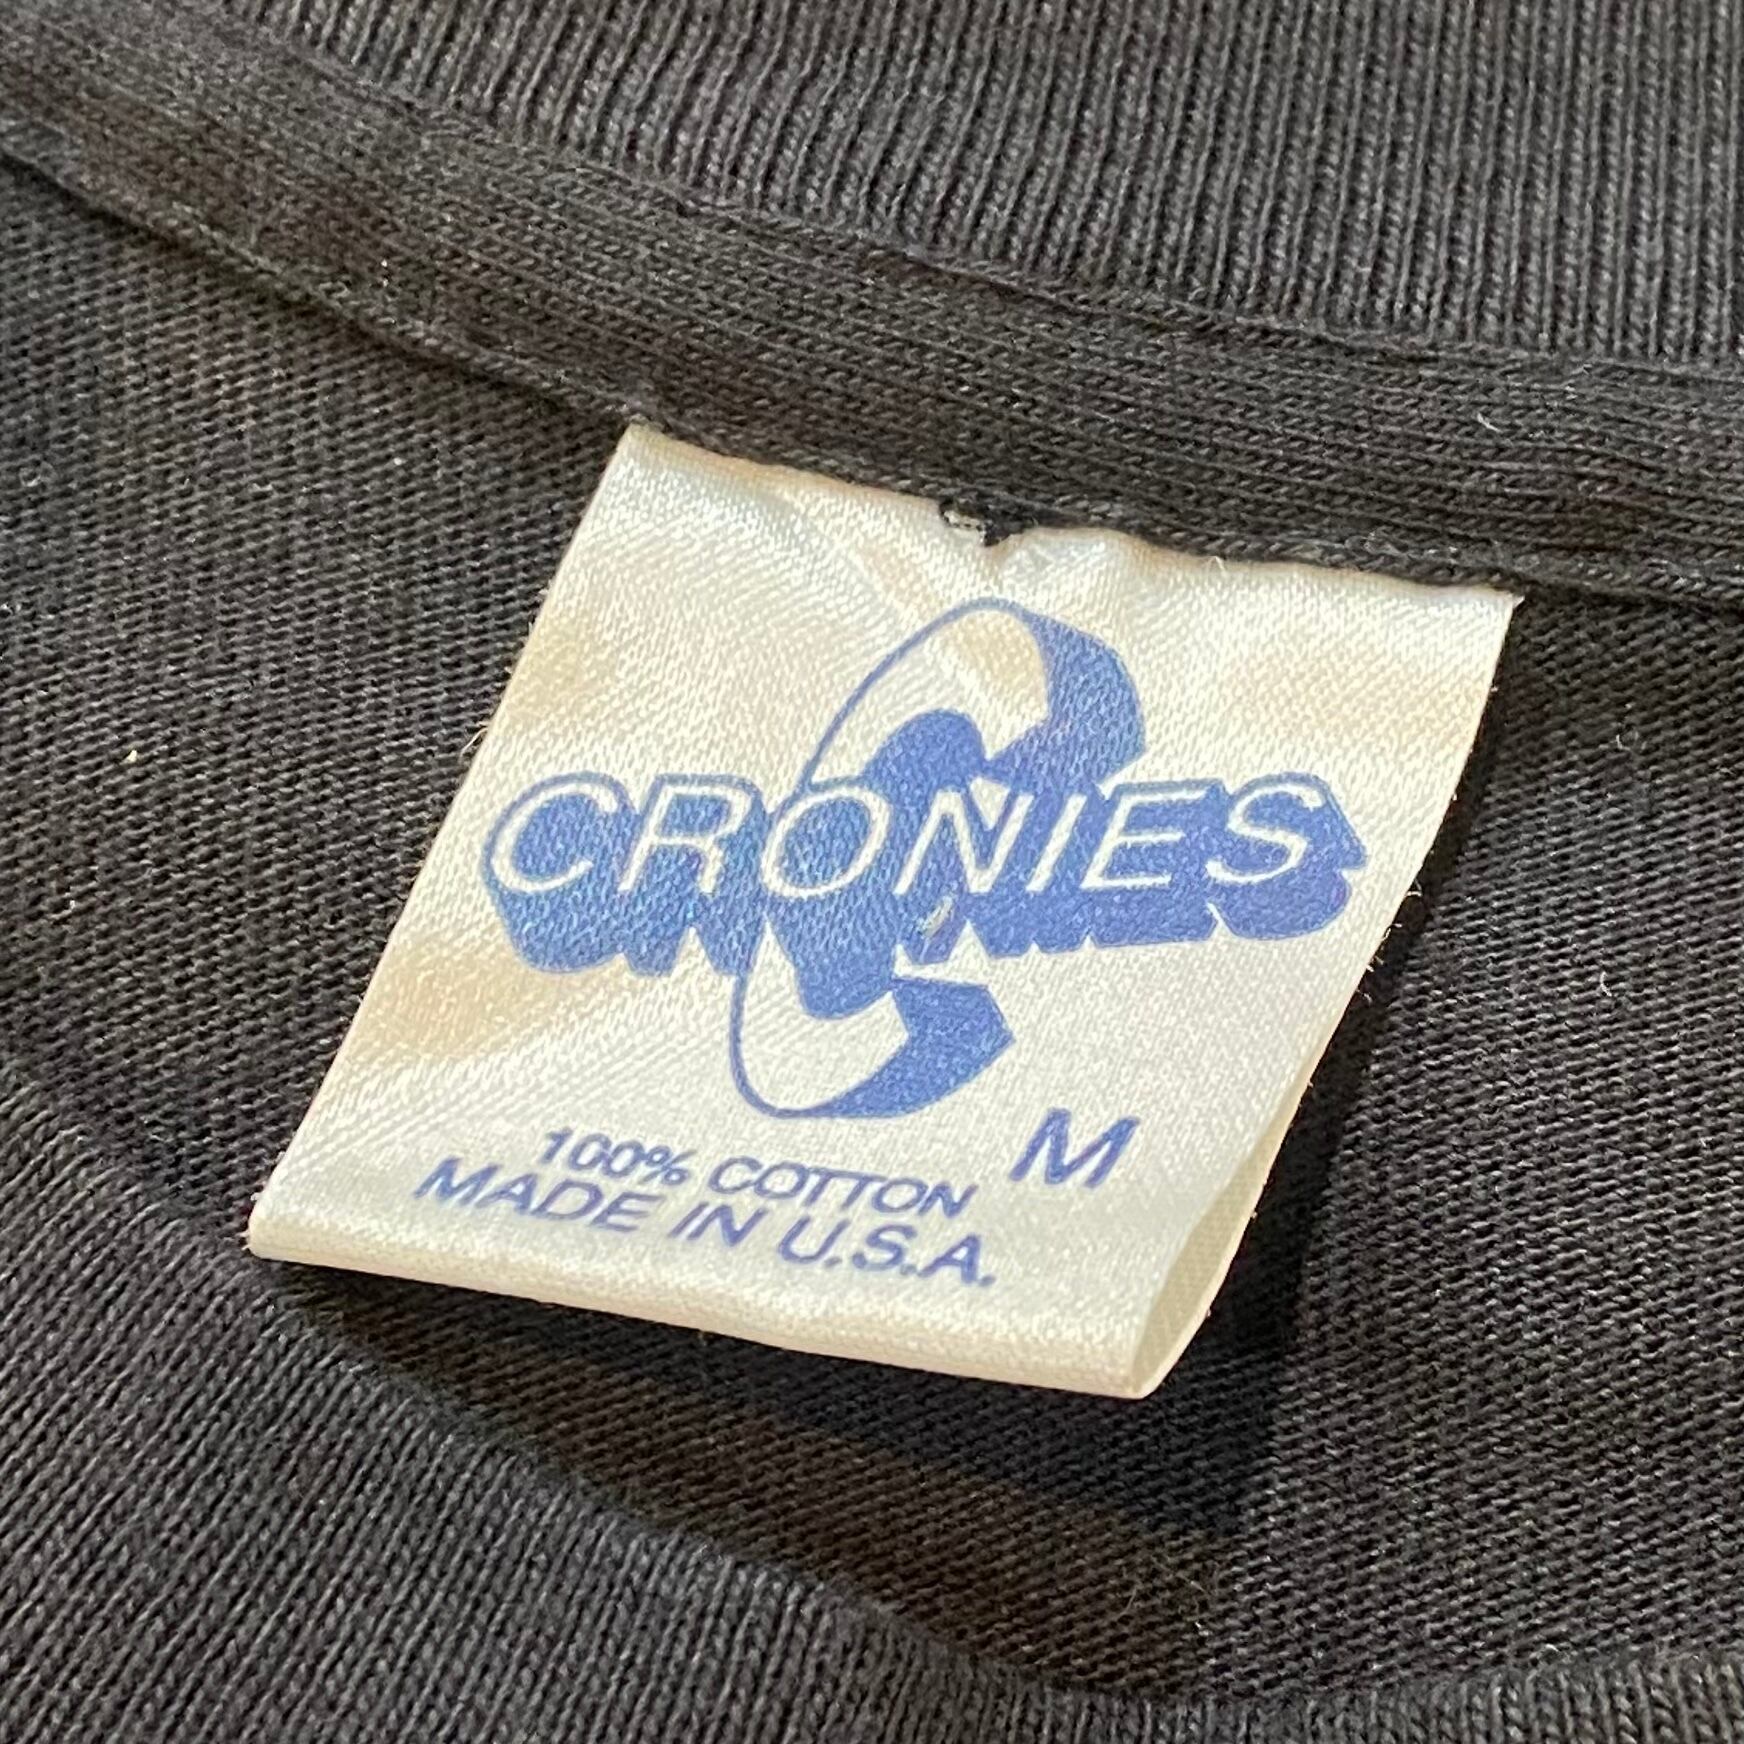 CRONIES
M
100% COTTON
MADE IN U.S.A.